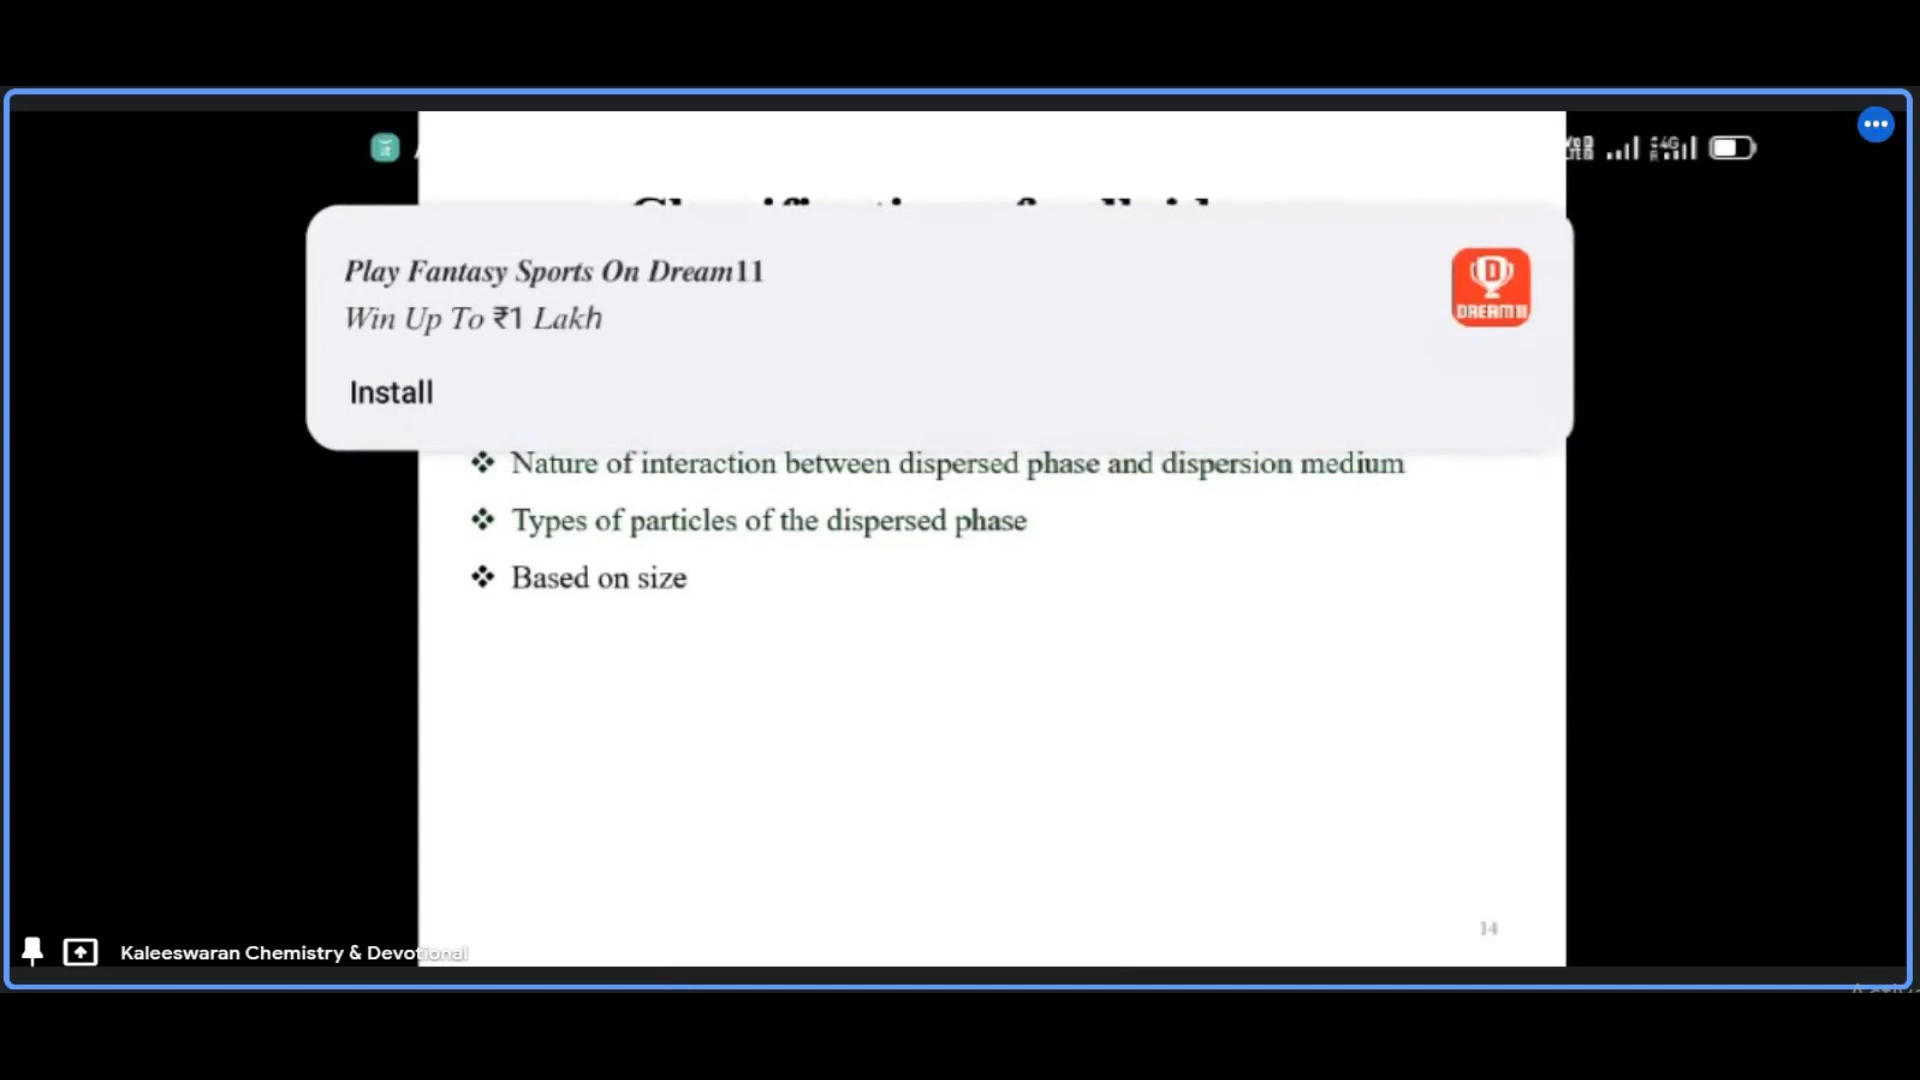 4G
Play Fantasy Sports On Dream11
Win Up To ₹1 Lakh
DREAM11
Install
❖ Nature of interaction between dispersed phase and dispersion medium
❖ Types of particles of the dispersed phase
❖ Based on size
14
Kaleeswaran Chemistry & Devotional